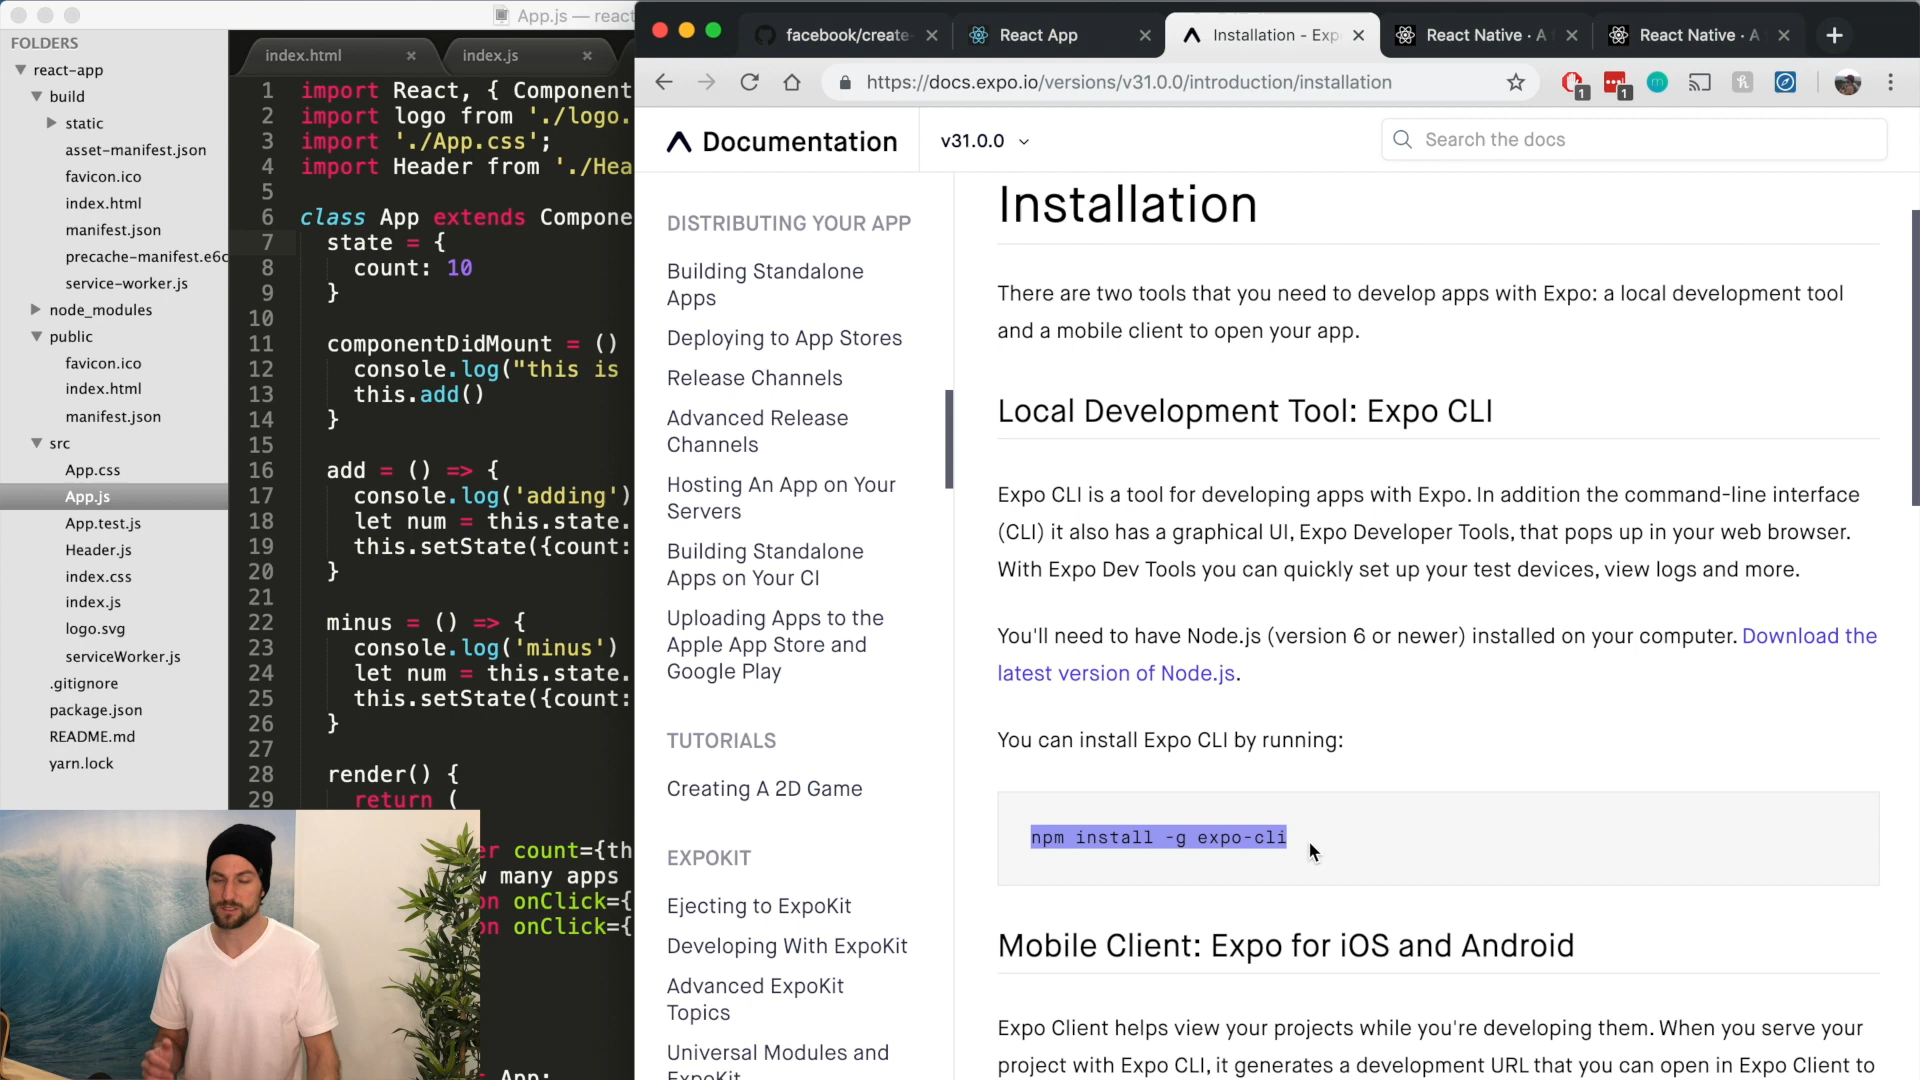 App.js — react
FOLDERS
react-app
build
static
asset-manifest.json
favicon.ico
index.html
manifest.json
precache-manifest.e6c
service-worker.js
node_modules
public
favicon.ico
index.html
manifest.json
src
App.css
App.js
App.test.js
Header.js
index.css
index.js
logo.svg
serviceWorker.js
.gitignore
package.json
README.md
yarn.lock
index.html
index.js
1 import React, { Component
2 import logo from './logo.
3 import './App.css';
4 import Header from './Hea
5
6 class App extends Compone
7 state = {
8 count: 10
9 }
10
11 componentDidMount = ()
12 console.log("this is
13 this.add()
14 }
15
16 add = () => {
17 console.log('adding')
18 let num = this.state.
19 this.setState({count:
20 }
21
22 minus = () => {
23 console.log('minus')
24 let num = this.state.
25 this.setState({count:
26 }
27
28 render() {
29 return (
er count={th
w many apps
on onClick={
on onClick={
App;
facebook/create-
React App
Installation - Exp
React Native · A
React Native · A
https://docs.expo.io/versions/v31.0.0/introduction/installation
1
1
Documentation
v31.0.0
Search the docs
DISTRIBUTING YOUR APP
Building Standalone
Apps
Deploying to App Stores
Release Channels
Advanced Release
Channels
Hosting An App on Your
Servers
Building Standalone
Apps on Your CI
Uploading Apps to the
Apple App Store and
Google Play
TUTORIALS
Creating A 2D Game
EXPOKIT
Ejecting to ExpoKit
Developing With ExpoKit
Advanced ExpoKit
Topics
Universal Modules and
ExpoKit
Installation
There are two tools that you need to develop apps with Expo: a local development tool
and a mobile client to open your app.
Local Development Tool: Expo CLI
Expo CLI is a tool for developing apps with Expo. In addition the command-line interface
(CLI) it also has a graphical UI, Expo Developer Tools, that pops up in your web browser.
With Expo Dev Tools you can quickly set up your test devices, view logs and more.
You'll need to have Node.js (version 6 or newer) installed on your computer. Download the
latest version of Node.js.
You can install Expo CLI by running:
npm install -g expo-cli
Mobile Client: Expo for iOS and Android
Expo Client helps view your projects while you're developing them. When you serve your
project with Expo CLI, it generates a development URL that you can open in Expo Client to